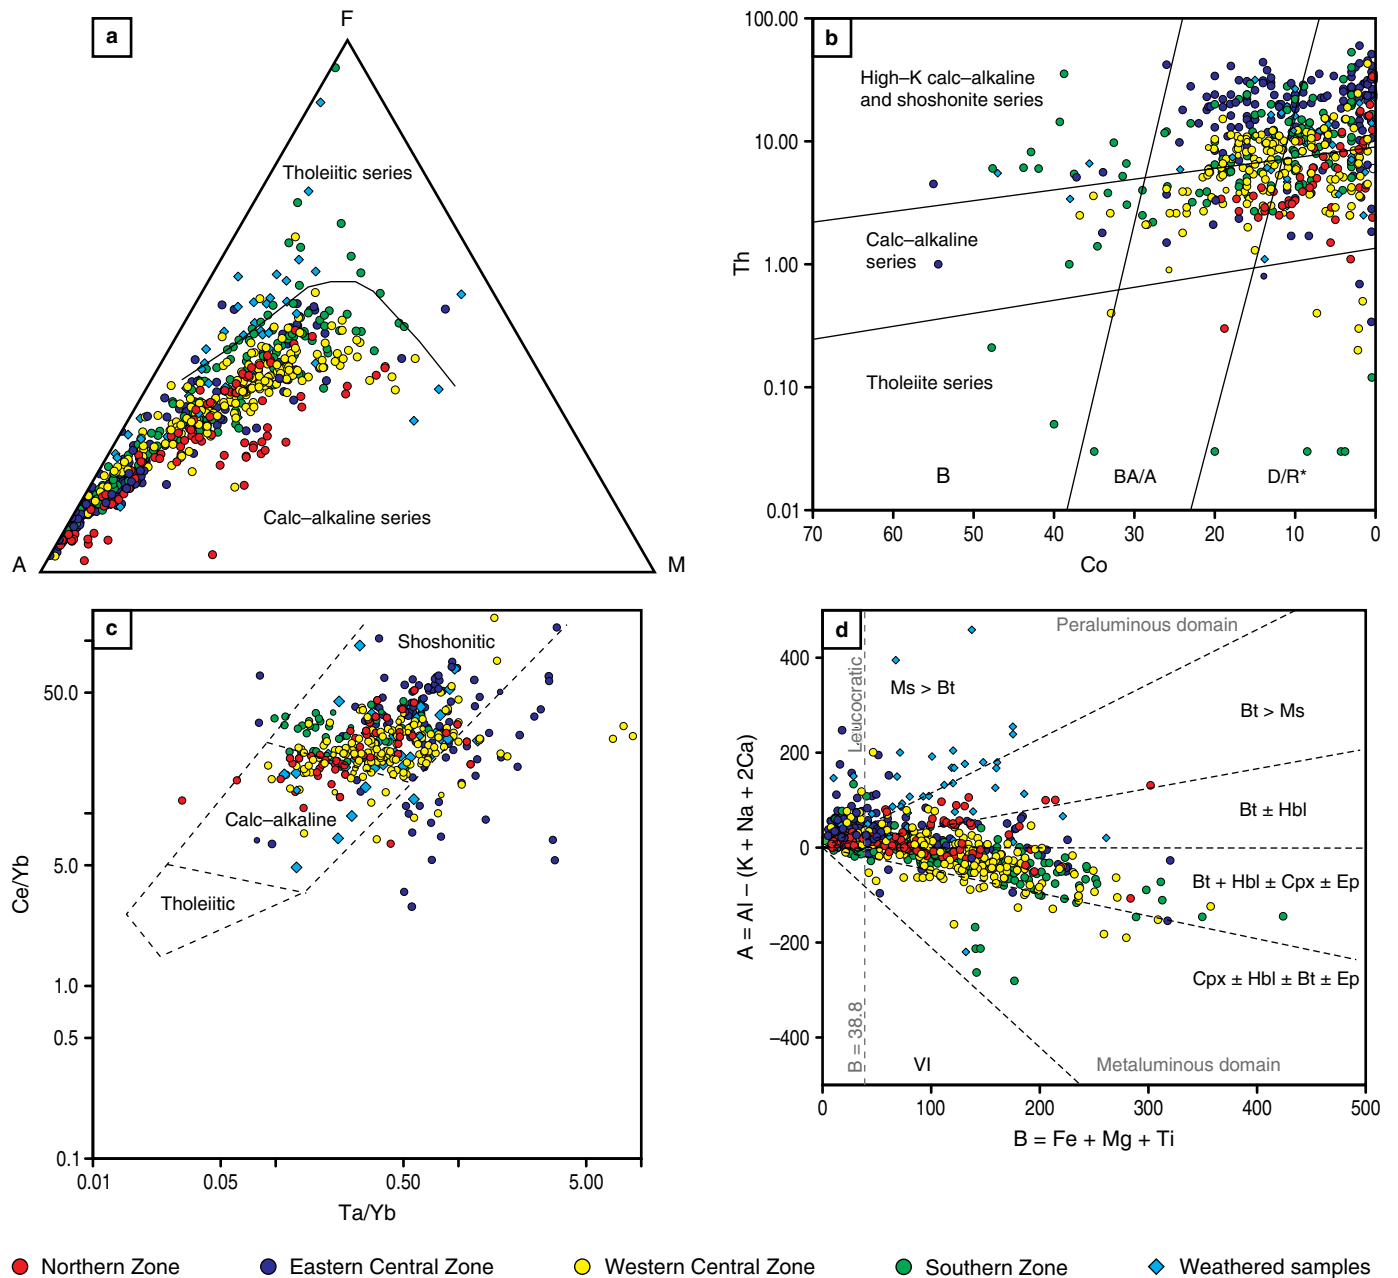 a
F
Tholeiitic series
Calc–alkaline series
A
M
b
100.00
10.00
1.00
0.10
0.01
Th
High–K calc–alkaline
and shoshonite series
Calc–alkaline
series
Tholeiite series
B
BA/A
D/R*
70
60
50
40
30
20
10
0
Co
c
50.0
5.0
1.0
0.5
0.1
Ce/Yb
Shoshonitic
Calc–alkaline
Tholeiitic
0.01
0.05
0.50
5.00
Ta/Yb
d
400
200
0
–200
–400
A = Al – (K + Na + 2Ca)
Leucocratic
B = 38.8
Peraluminous domain
Ms > Bt
Bt > Ms
Bt ± Hbl
Bt + Hbl ± Cpx ± Ep
Cpx ± Hbl ± Bt ± Ep
VI
Metaluminous domain
0
100
200
300
400
500
B = Fe + Mg + Ti
Northern Zone
Eastern Central Zone
Western Central Zone
Southern Zone
Weathered samples